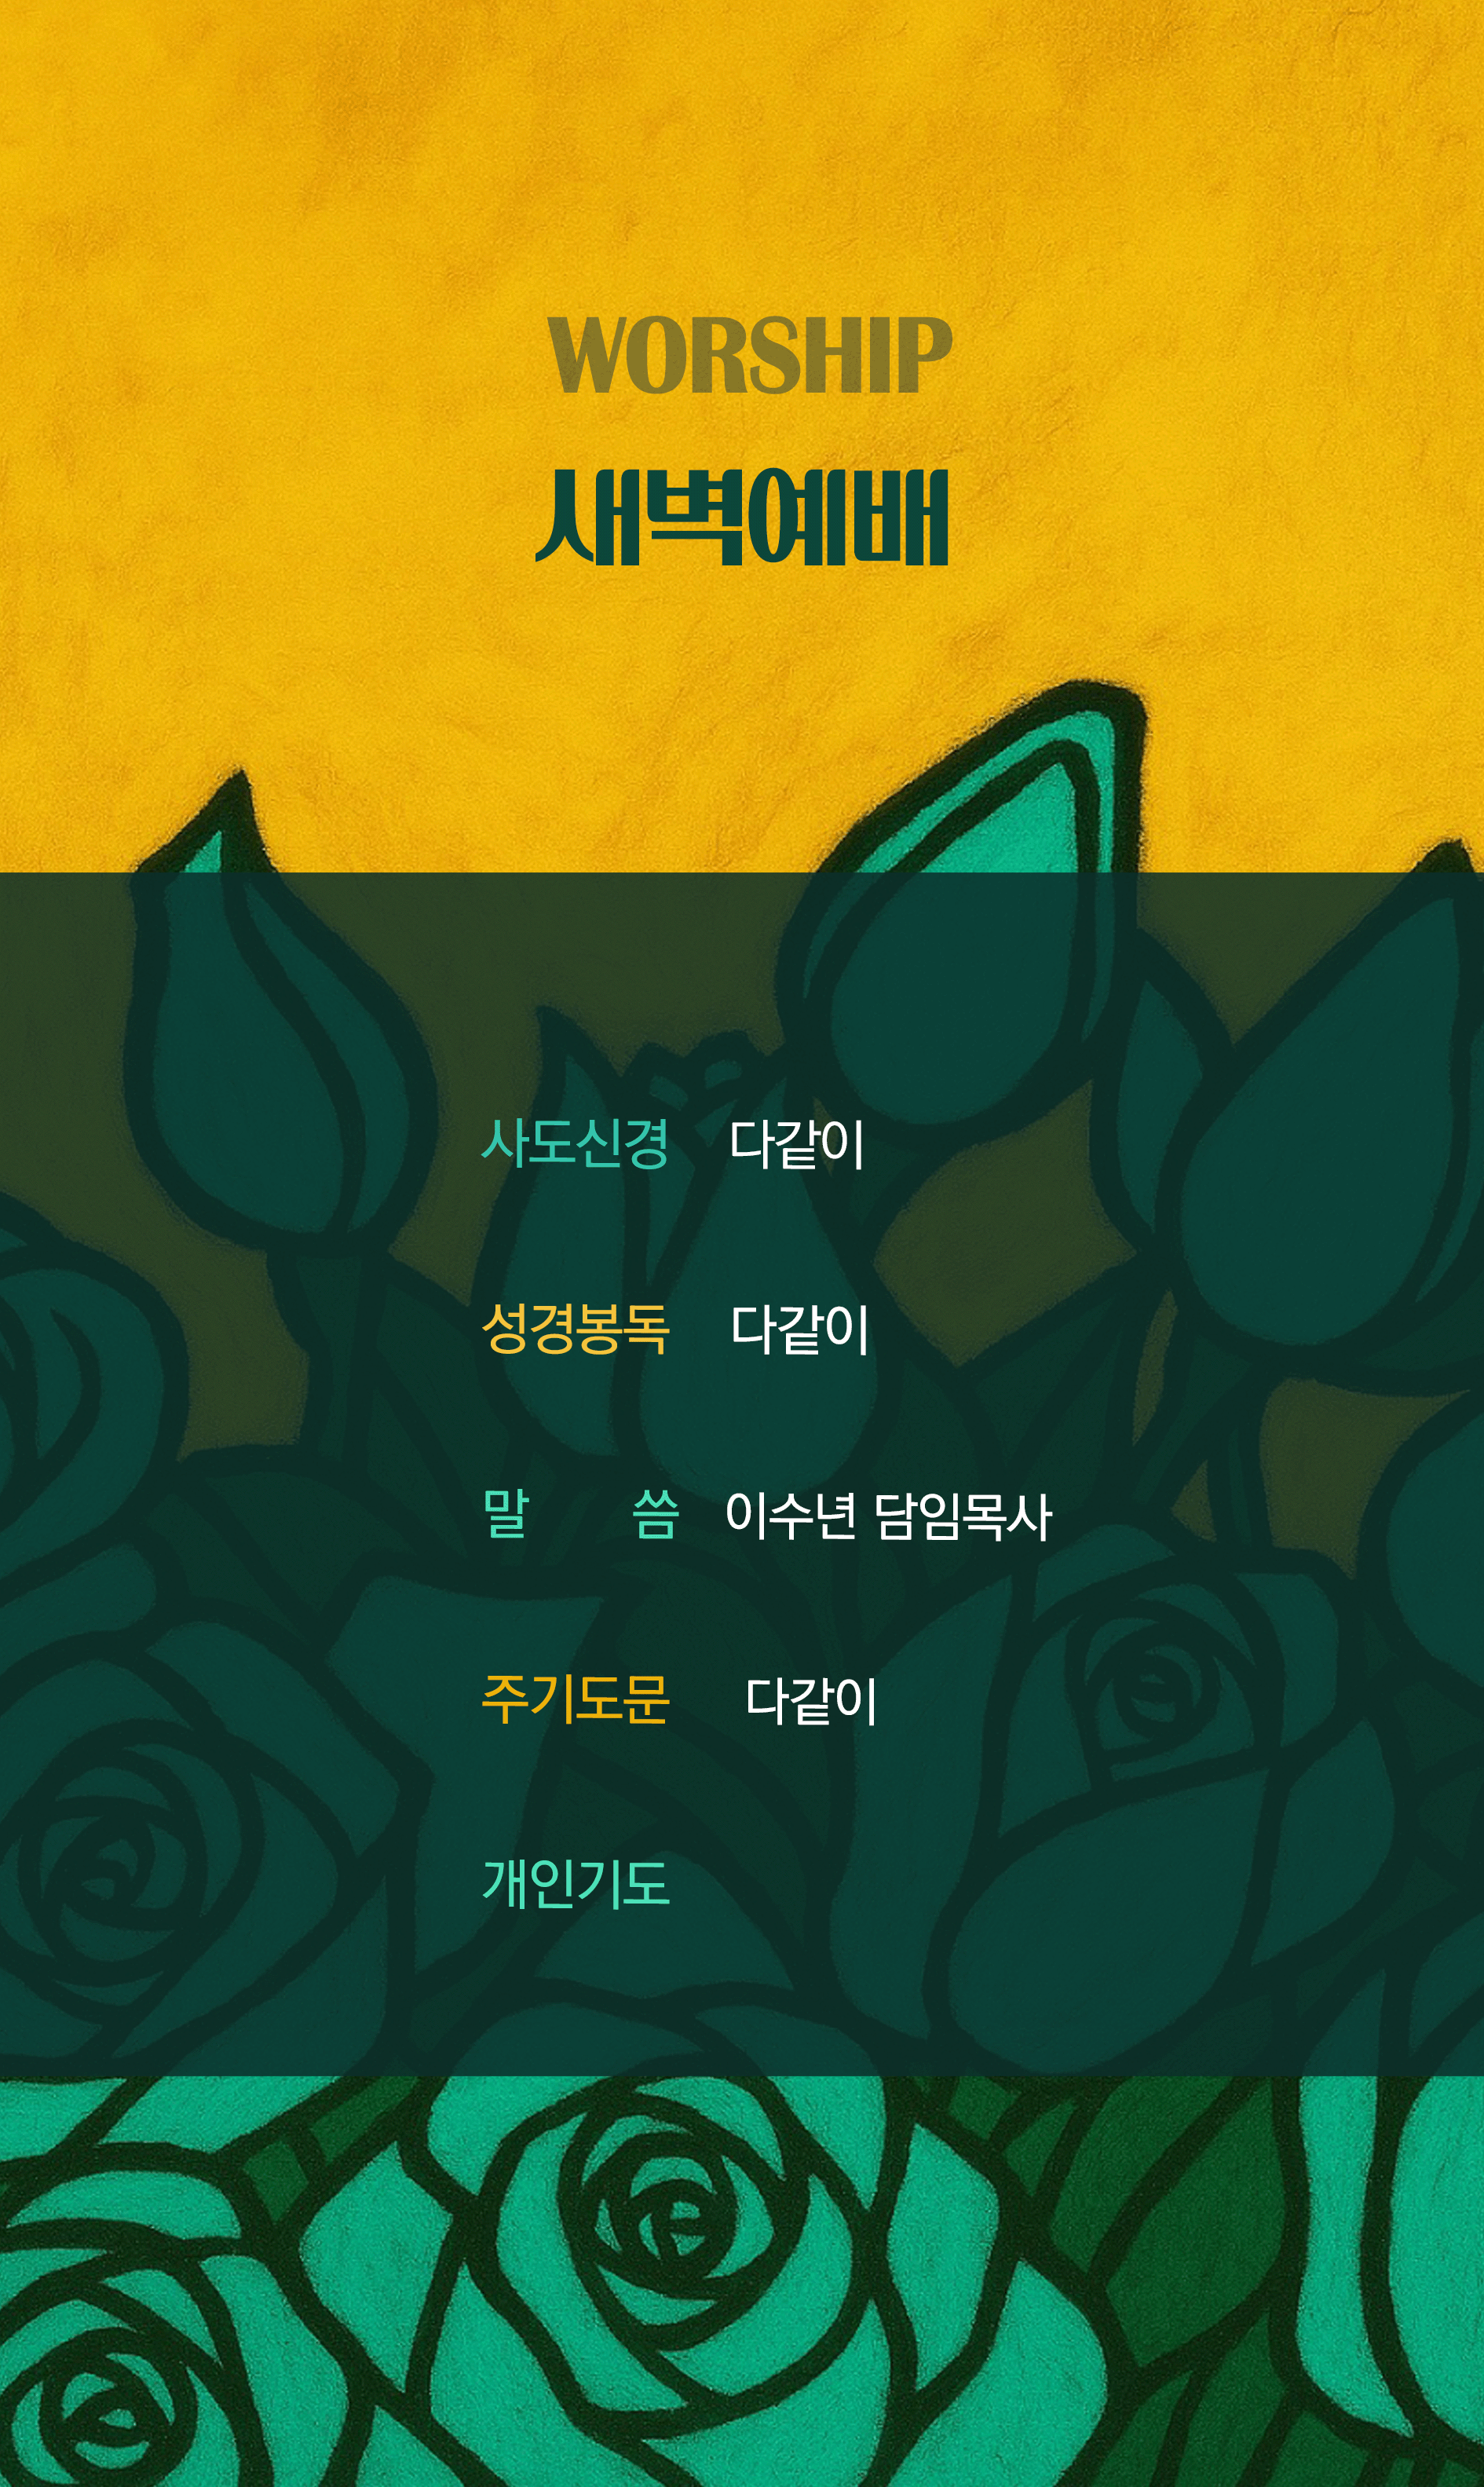 WORSHIP
새벽예배
사도신경 다같이
성경봉독 다같이
말 씀 이수년 담임목사
주기도문 다같이
개인기도